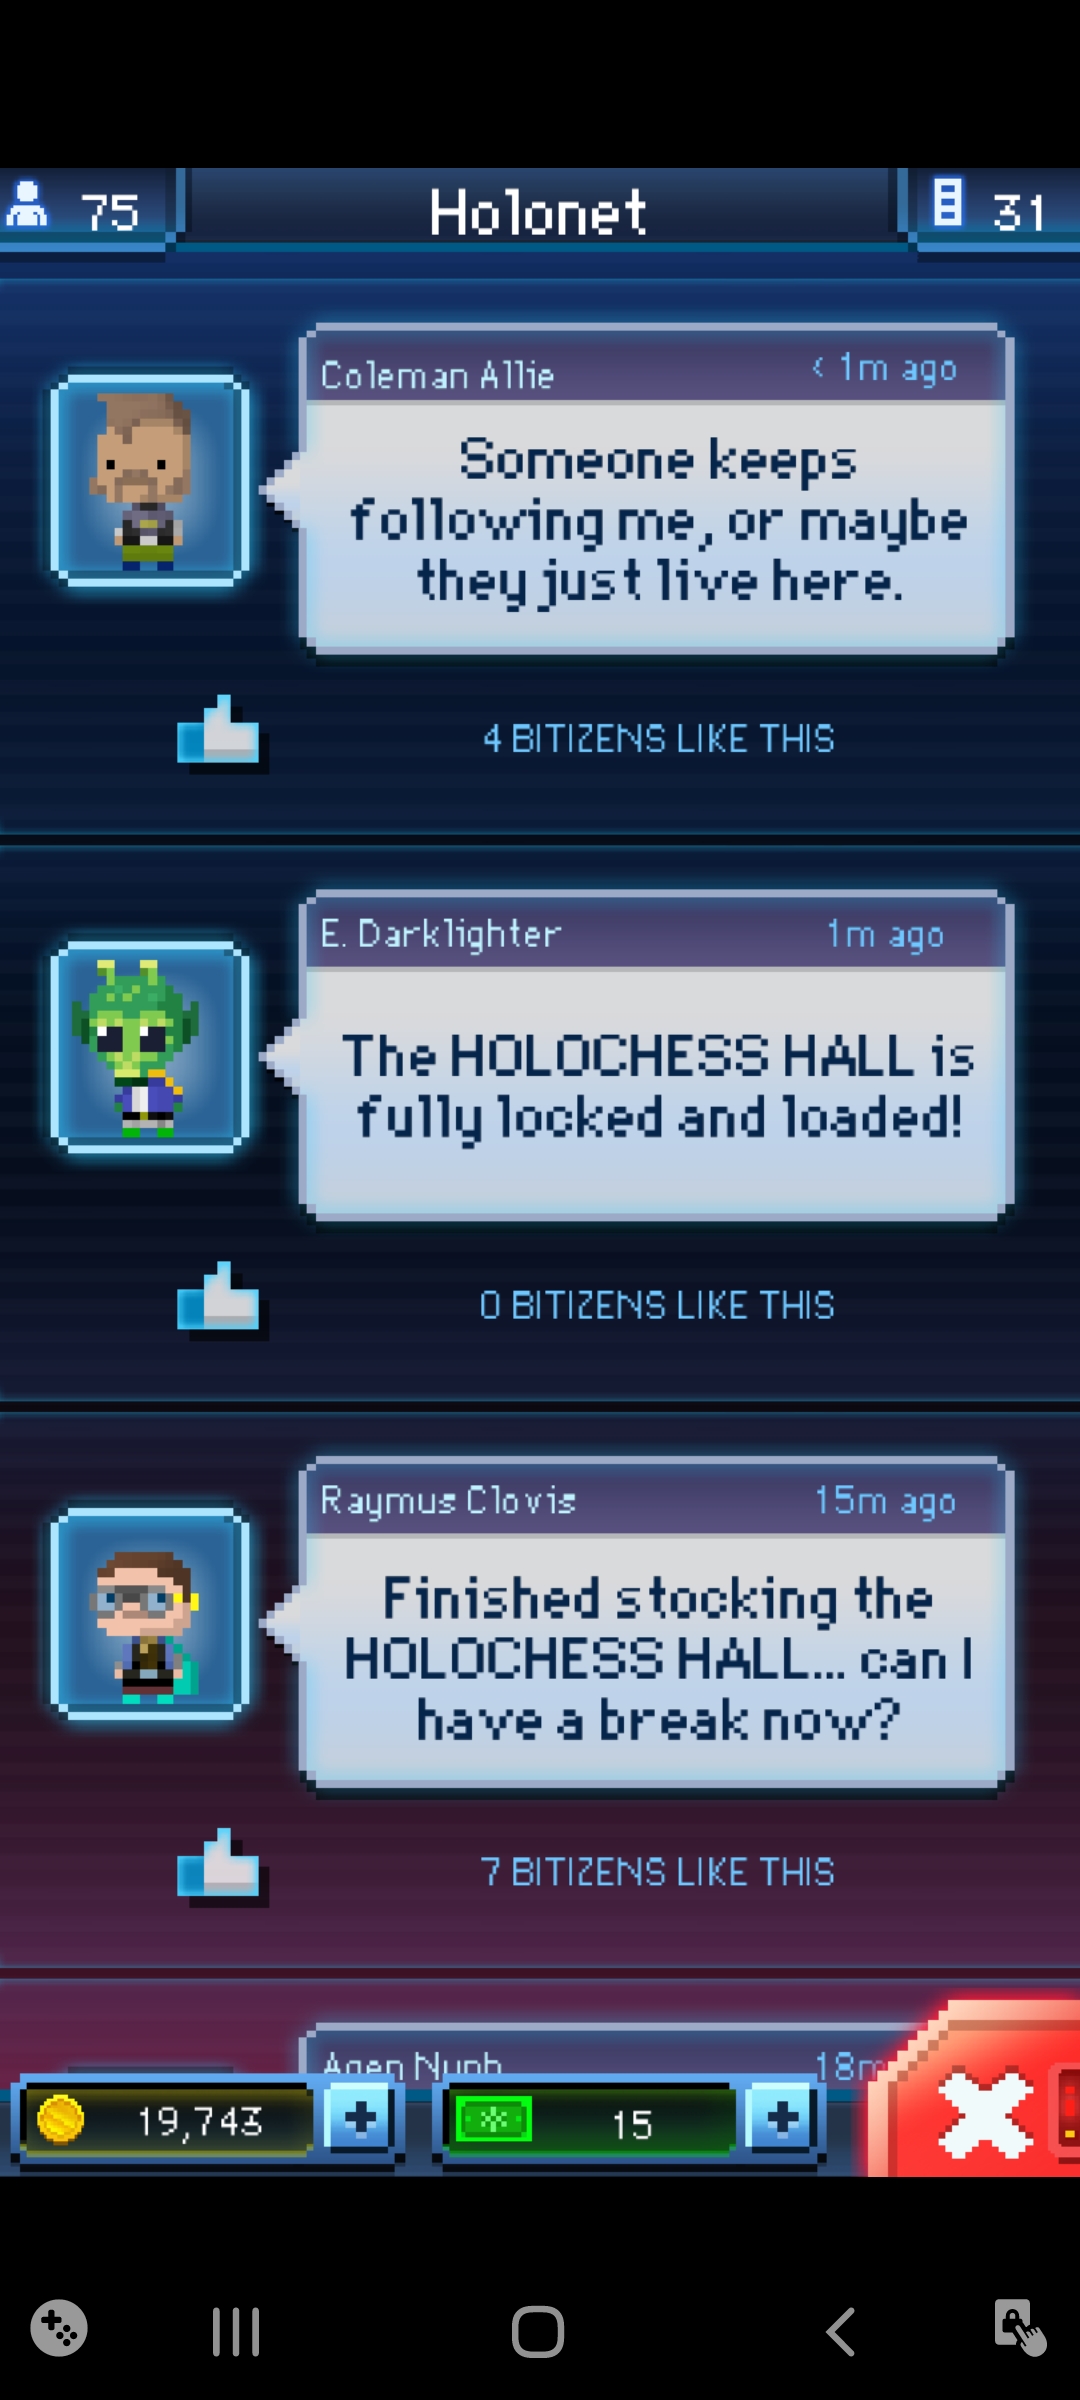 75
Holonet
31
Coleman Allie
< 1m ago
Someone keeps
following me, or maybe
they just live here.
4 BITIZENS LIKE THIS
E. Darklighter
1m ago
The HOLOCHESS HALL is
fully locked and loaded!
0 BITIZENS LIKE THIS
Raymus Clovis
15m ago
Finished stocking the
HOLOCHESS HALL... can I
have a break now?
7 BITIZENS LIKE THIS
Agen Nunb
18m
19,743
15